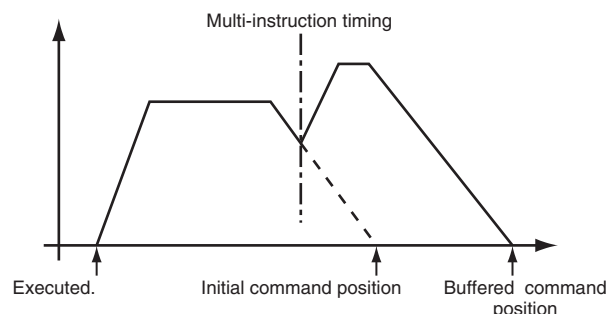 Multi-instruction timing
Executed.
Initial command position
Buffered command
position